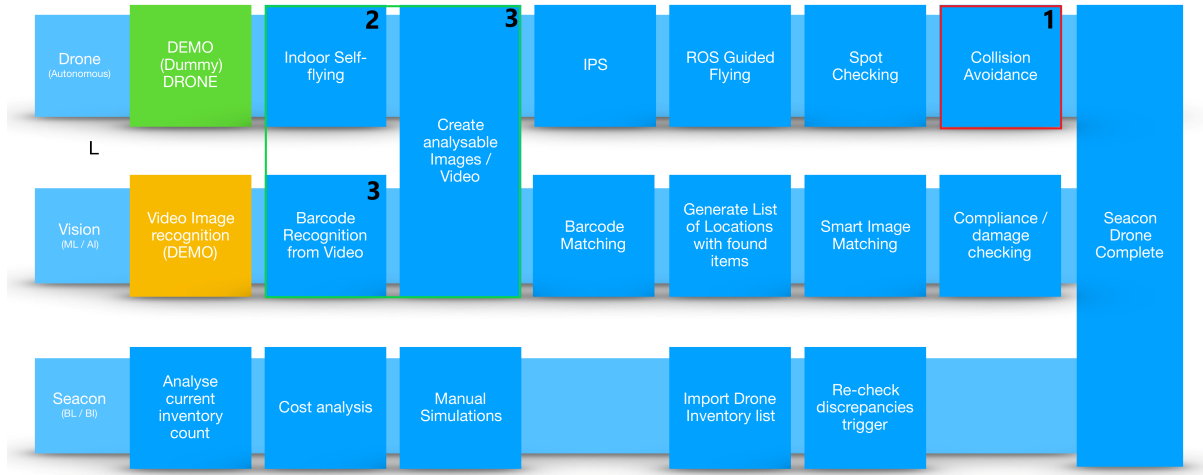 Drone
(Autonomous)
DEMO
(Dummy)
DRONE
2
Indoor Self-
flying
3
Create
analysable
Images /
Video
IPS
ROS Guided
Flying
Spot
Checking
1
Collision
Avoidance
L
Vision
(ML / AI)
Video Image
recognition
(DEMO)
3
Barcode
Recognition
from Video
Barcode
Matching
Generate List
of Locations
with found
items
Smart Image
Matching
Compliance /
damage
checking
Seacon
Drone
Complete
Seacon
(BL / BI)
Analyse
current
inventory
count
Cost analysis
Manual
Simulations
Import Drone
Inventory list
Re-check
discrepancies
trigger